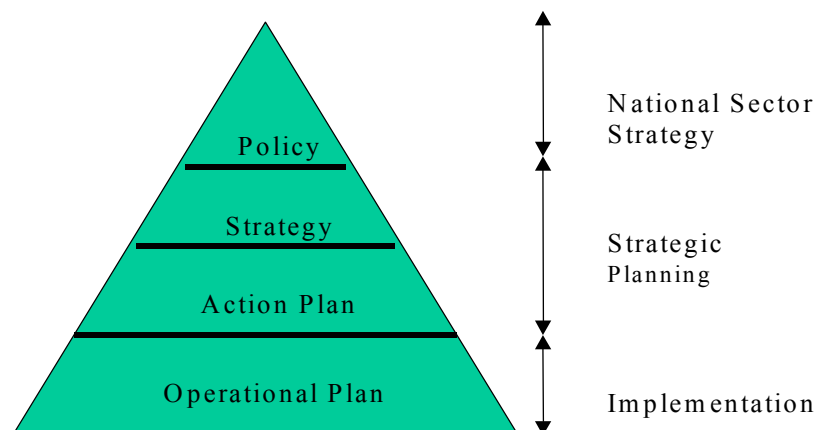 Policy
Strategy
Action Plan
Operational Plan
National Sector
Strategy
Strategic
Planning
Implementation